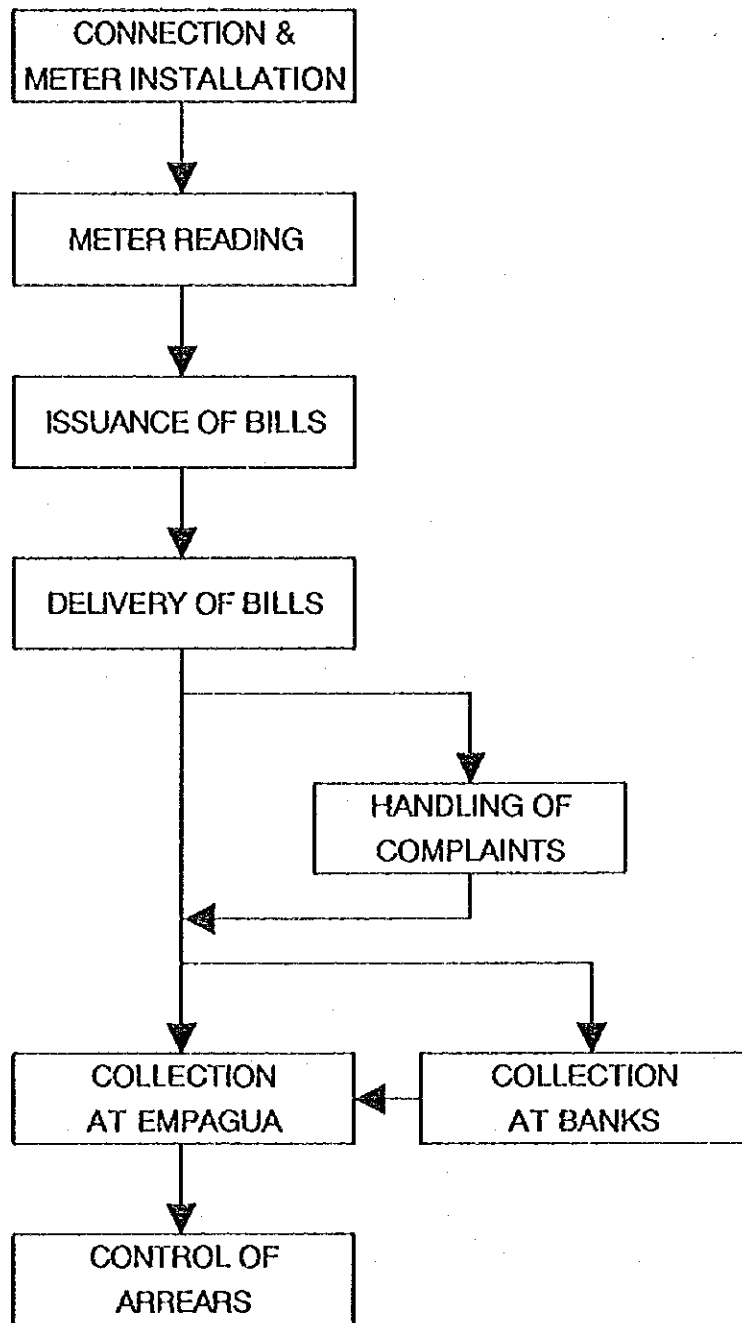 CONNECTION &
METER INSTALLATION
METER READING
ISSUANCE OF BILLS
DELIVERY OF BILLS
HANDLING OF
COMPLAINTS
COLLECTION
AT EMPAGUA
COLLECTION
AT BANKS
CONTROL OF
ARREARS